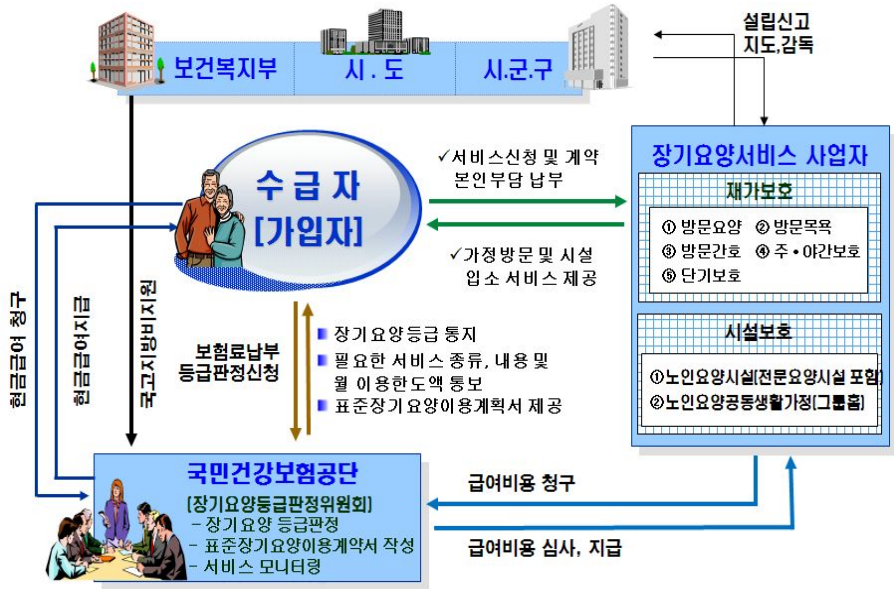 설립신고
지도,감독
보건복지부
시 . 도
시.군.구
수급자
[가입자]
✓서비스신청 및 계약
본인부담 납부
✓가정방문 및 시설
입소 서비스 제공
장기요양서비스 사업자
재가보호
① 방문요양 ② 방문목욕
③ 방문간호 ④ 주·야간보호
⑤ 단기보호
시설보호
①노인요양시설(전문요양시설 포함)
②노인요양공동생활가정(그룹홈)
현금급여 청구
현금급여지급
국고지방비지원
보험료납부
등급판정신청
장기요양등급 통지
필요한 서비스 종류, 내용 및
월 이용한도액 통보
표준장기요양이용계획서 제공
국민건강보험공단
(장기요양등급판정위원회)
- 장기요양 등급판정
- 표준장기요양이용계약서 작성
- 서비스 모니터링
급여비용 청구
급여비용 심사, 지급